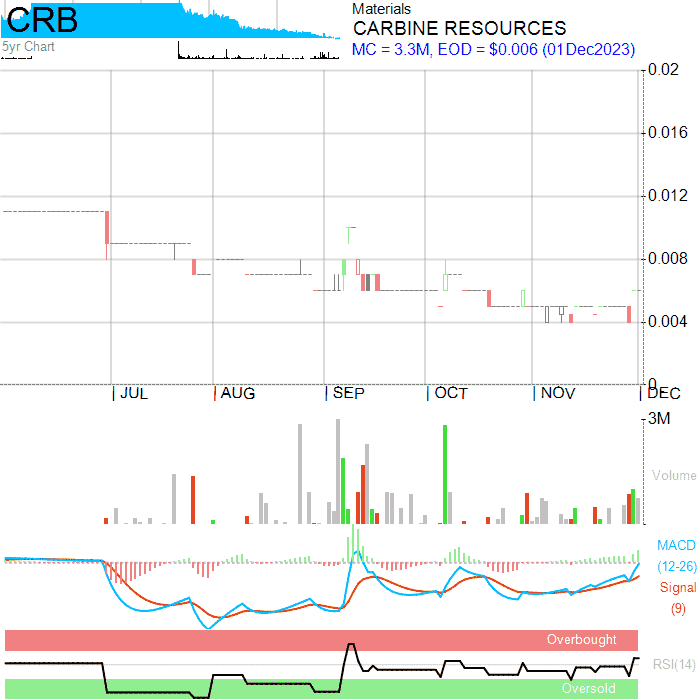 CRB
5yr Chart
Materials
CARBINE RESOURCES
MC = 3.3M, EOD = $0.006 (01Dec2023)
0.02
0.016
0.012
0.008
0.004
0
JUL AUG SEP OCT NOV DEC
3M
Volume
MACD
(12-26)
Signal
(9)
Overbought
RSI(14)
Oversold